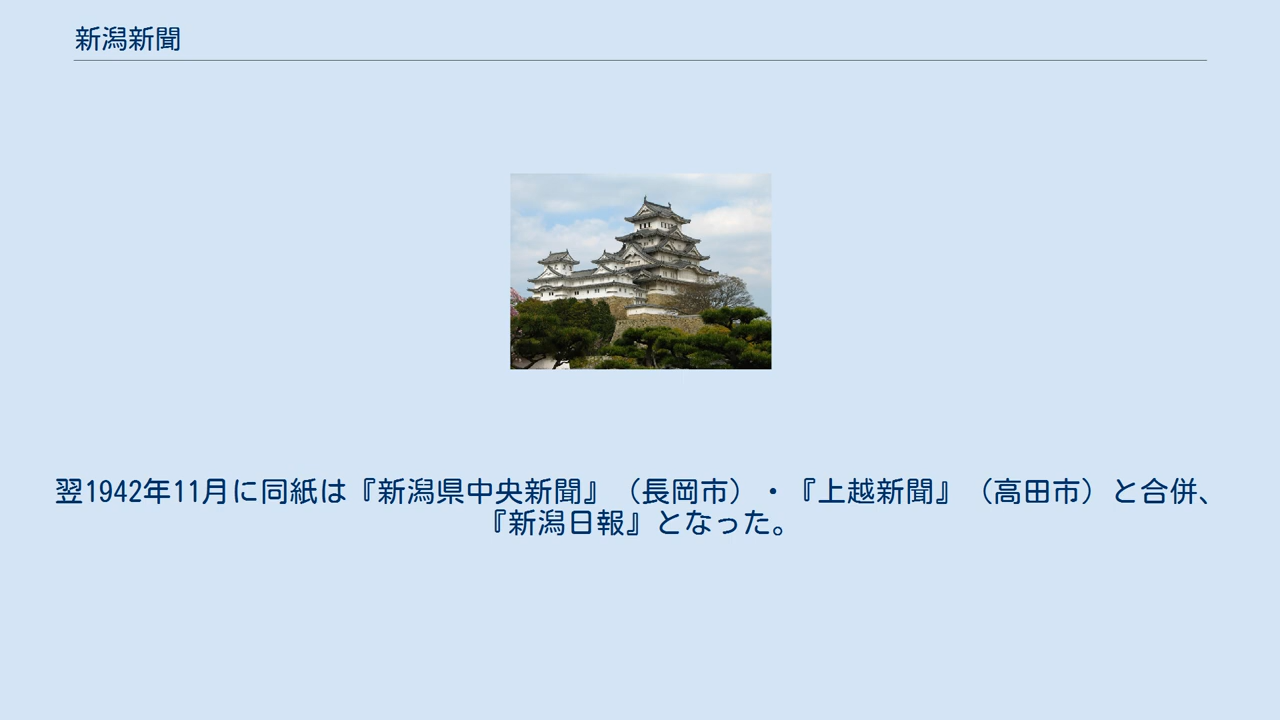 新潟新聞
翌1942年11月に同紙は『新潟県中央新聞』（長岡市）・『上越新聞』（高田市）と合併、
『新潟日報』となった。